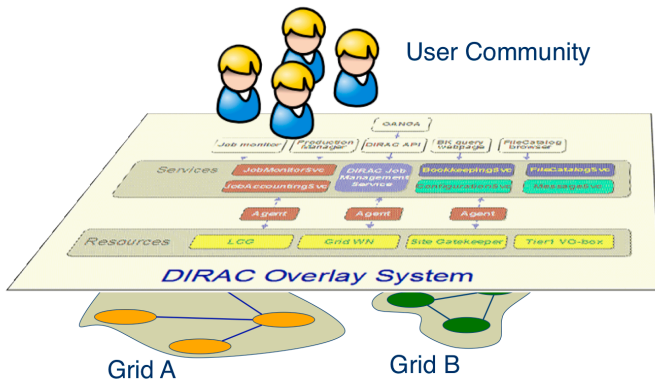 User Community
GANGA
Job monitor
Production
Manager
DIRAC API
BK query
webpage
FileCatalog
browser
Services
JobMonitorSvc
DIRAC Job
Management
Service
BookkeepingSvc
FileCatalogSvc
JobAccountingSvc
ConfigurationSvc
MessageSvc
Agent
Agent
Agent
Resources
LCG
Grid WN
Site Gatekeeper
Tier1 VO-box
DIRAC Overlay System
Grid A
Grid B